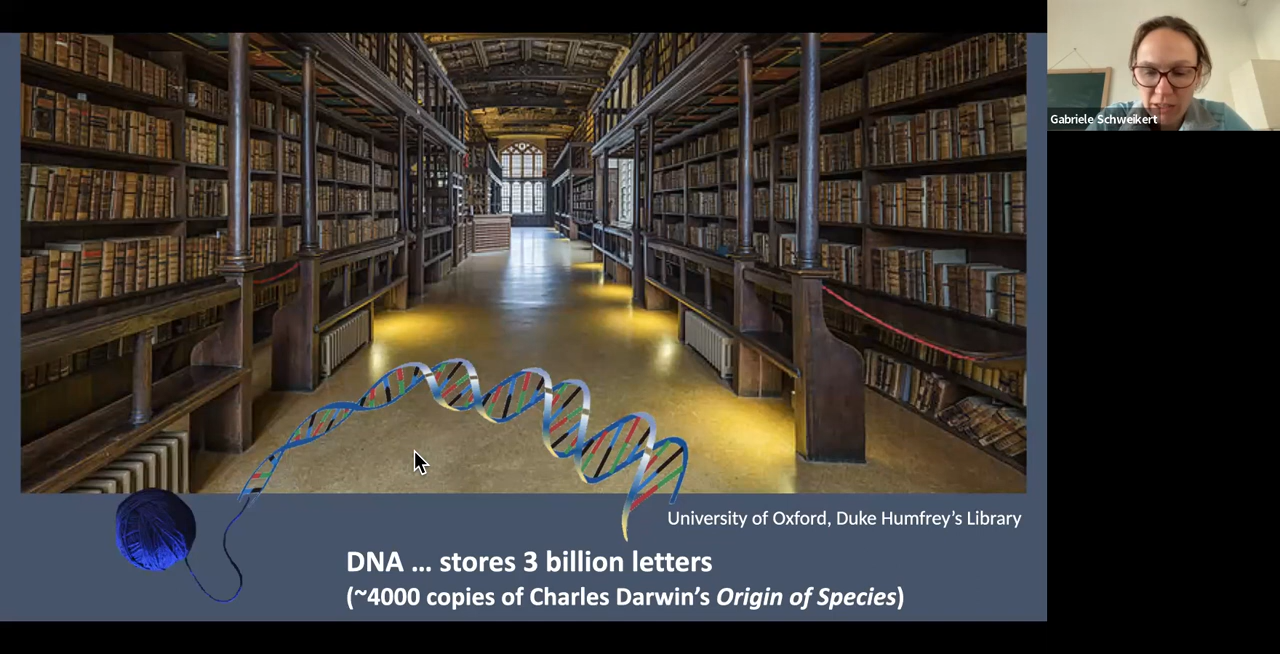 Gabriele Schweikert
University of Oxford, Duke Humfrey’s Library
DNA ... stores 3 billion letters
(~4000 copies of Charles Darwin’s Origin of Species)